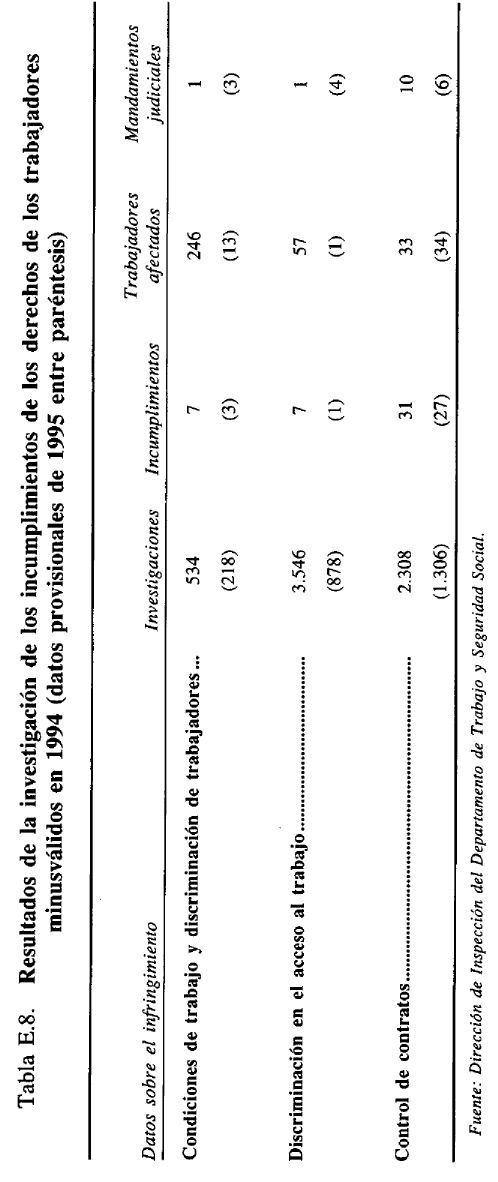 Tabla E.8. Resultados de la investigación de los incumplimientos de los derechos de los trabajadores
minusválidos en 1994 (datos provisionales de 1995 entre paréntesis)
Datos sobre el infringimiento Investigaciones Incumplimientos Trabajadores afectados Mandamientos judiciales
Condiciones de trabajo y discriminación de trabajadores ... 534 7 246 1
(218) (3) (13) (3)
Discriminación en el acceso al trabajo................................ 3.546 7 57 1
(878) (1) (1) (4)
Control de contratos............................................................ 2.308 31 33 10
(1.306) (27) (34) (6)
Fuente: Dirección de Inspección del Departamento de Trabajo y Seguridad Social.